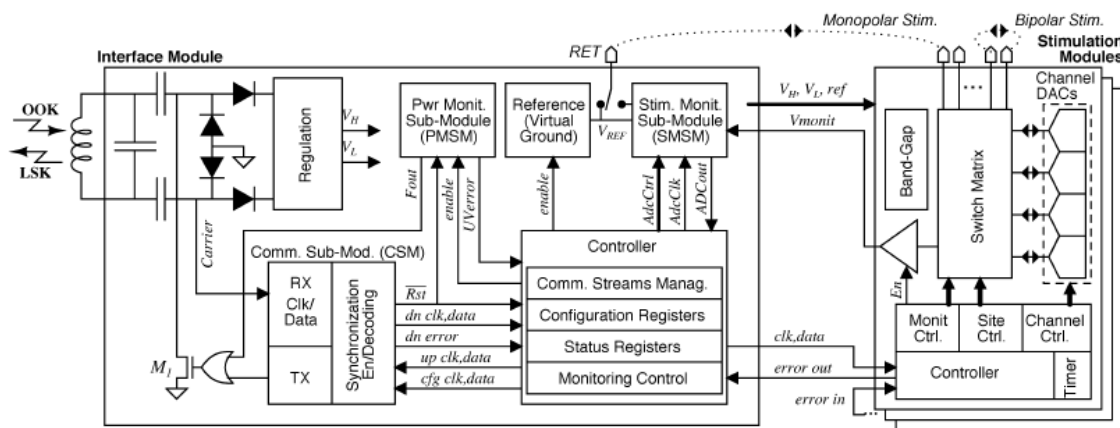 Monopolar Stim.
Bipolar Stim.
Interface Module
RET
Stimulation
Modules
OOK
LSK
Regulation
V_H
V_L
Pwr Monit.
Sub-Module
(PMSM)
Reference
(Virtual
Ground)
V_REF
Stim. Monit.
Sub-Module
(SMSM)
V_H, V_L, ref
Vmonit
Band-Gap
Switch Matrix
Channel
DACs
...
Carrier
Fout
enable
UVerror
enable
AdcCtrl
AdcClk
ADCout
Comm. Sub-Mod. (CSM)
RX
Clk/
Data
TX
Synchronization
En/Decoding
Rst
dn clk,data
dn error
up clk,data
cfg clk,data
Controller
Comm. Streams Manag.
Configuration Registers
Status Registers
Monitoring Control
M_1
clk,data
error out
error in
...
En
Monit
Ctrl.
Site
Ctrl.
Channel
Ctrl.
Controller
Timer